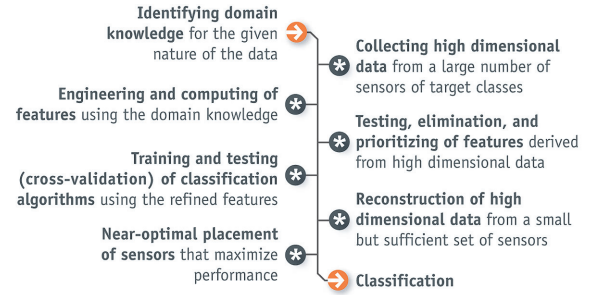 Identifying domain
knowledge for the given
nature of the data
Collecting high dimensional
data from a large number of
sensors of target classes
Engineering and computing of
features using the domain knowledge
Testing, elimination, and
prioritizing of features derived
from high dimensional data
Training and testing
(cross-validation) of classification
algorithms using the refined features
Reconstruction of high
dimensional data from a small
but sufficient set of sensors
Near-optimal placement
of sensors that maximize
performance
Classification